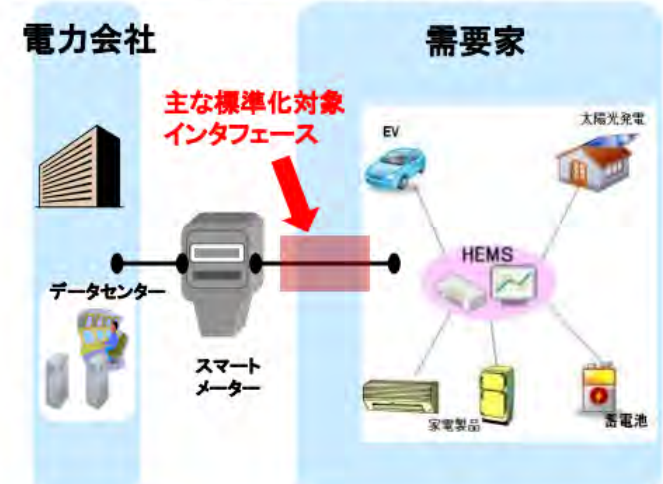 電力会社
需要家
主な標準化対象
インタフェース
EV
太陽光発電
HEMS
データセンター
スマート
メーター
家電製品
蓄電池